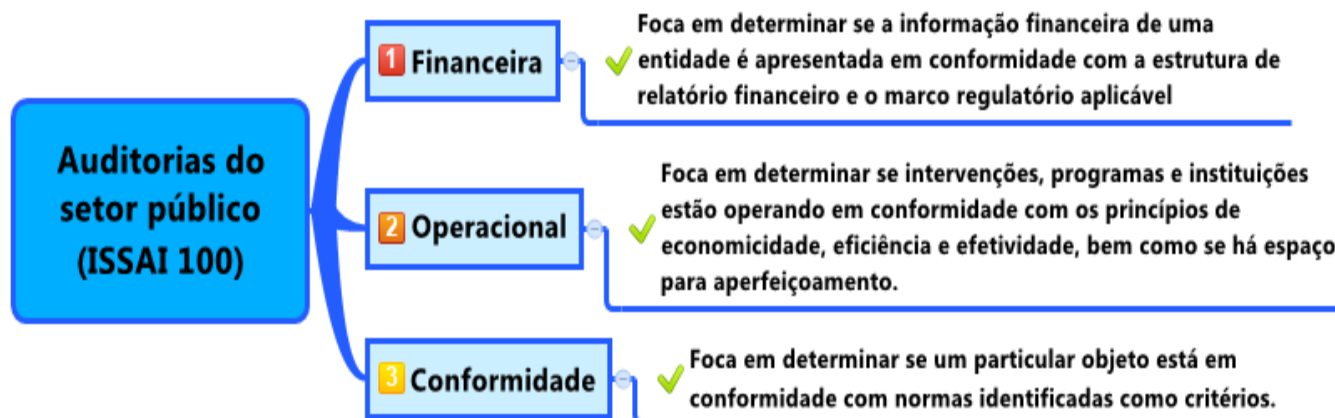 Auditorias do
setor público
(ISSAI 100)
1 Financeira
Foca em determinar se a informação financeira de uma
entidade é apresentada em conformidade com a estrutura de
relatório financeiro e o marco regulatório aplicável
2 Operacional
Foca em determinar se intervenções, programas e instituições
estão operando em conformidade com os princípios de
economicidade, eficiência e efetividade, bem como se há espaço
para aperfeiçoamento.
3 Conformidade
Foca em determinar se um particular objeto está em
conformidade com normas identificadas como critérios.